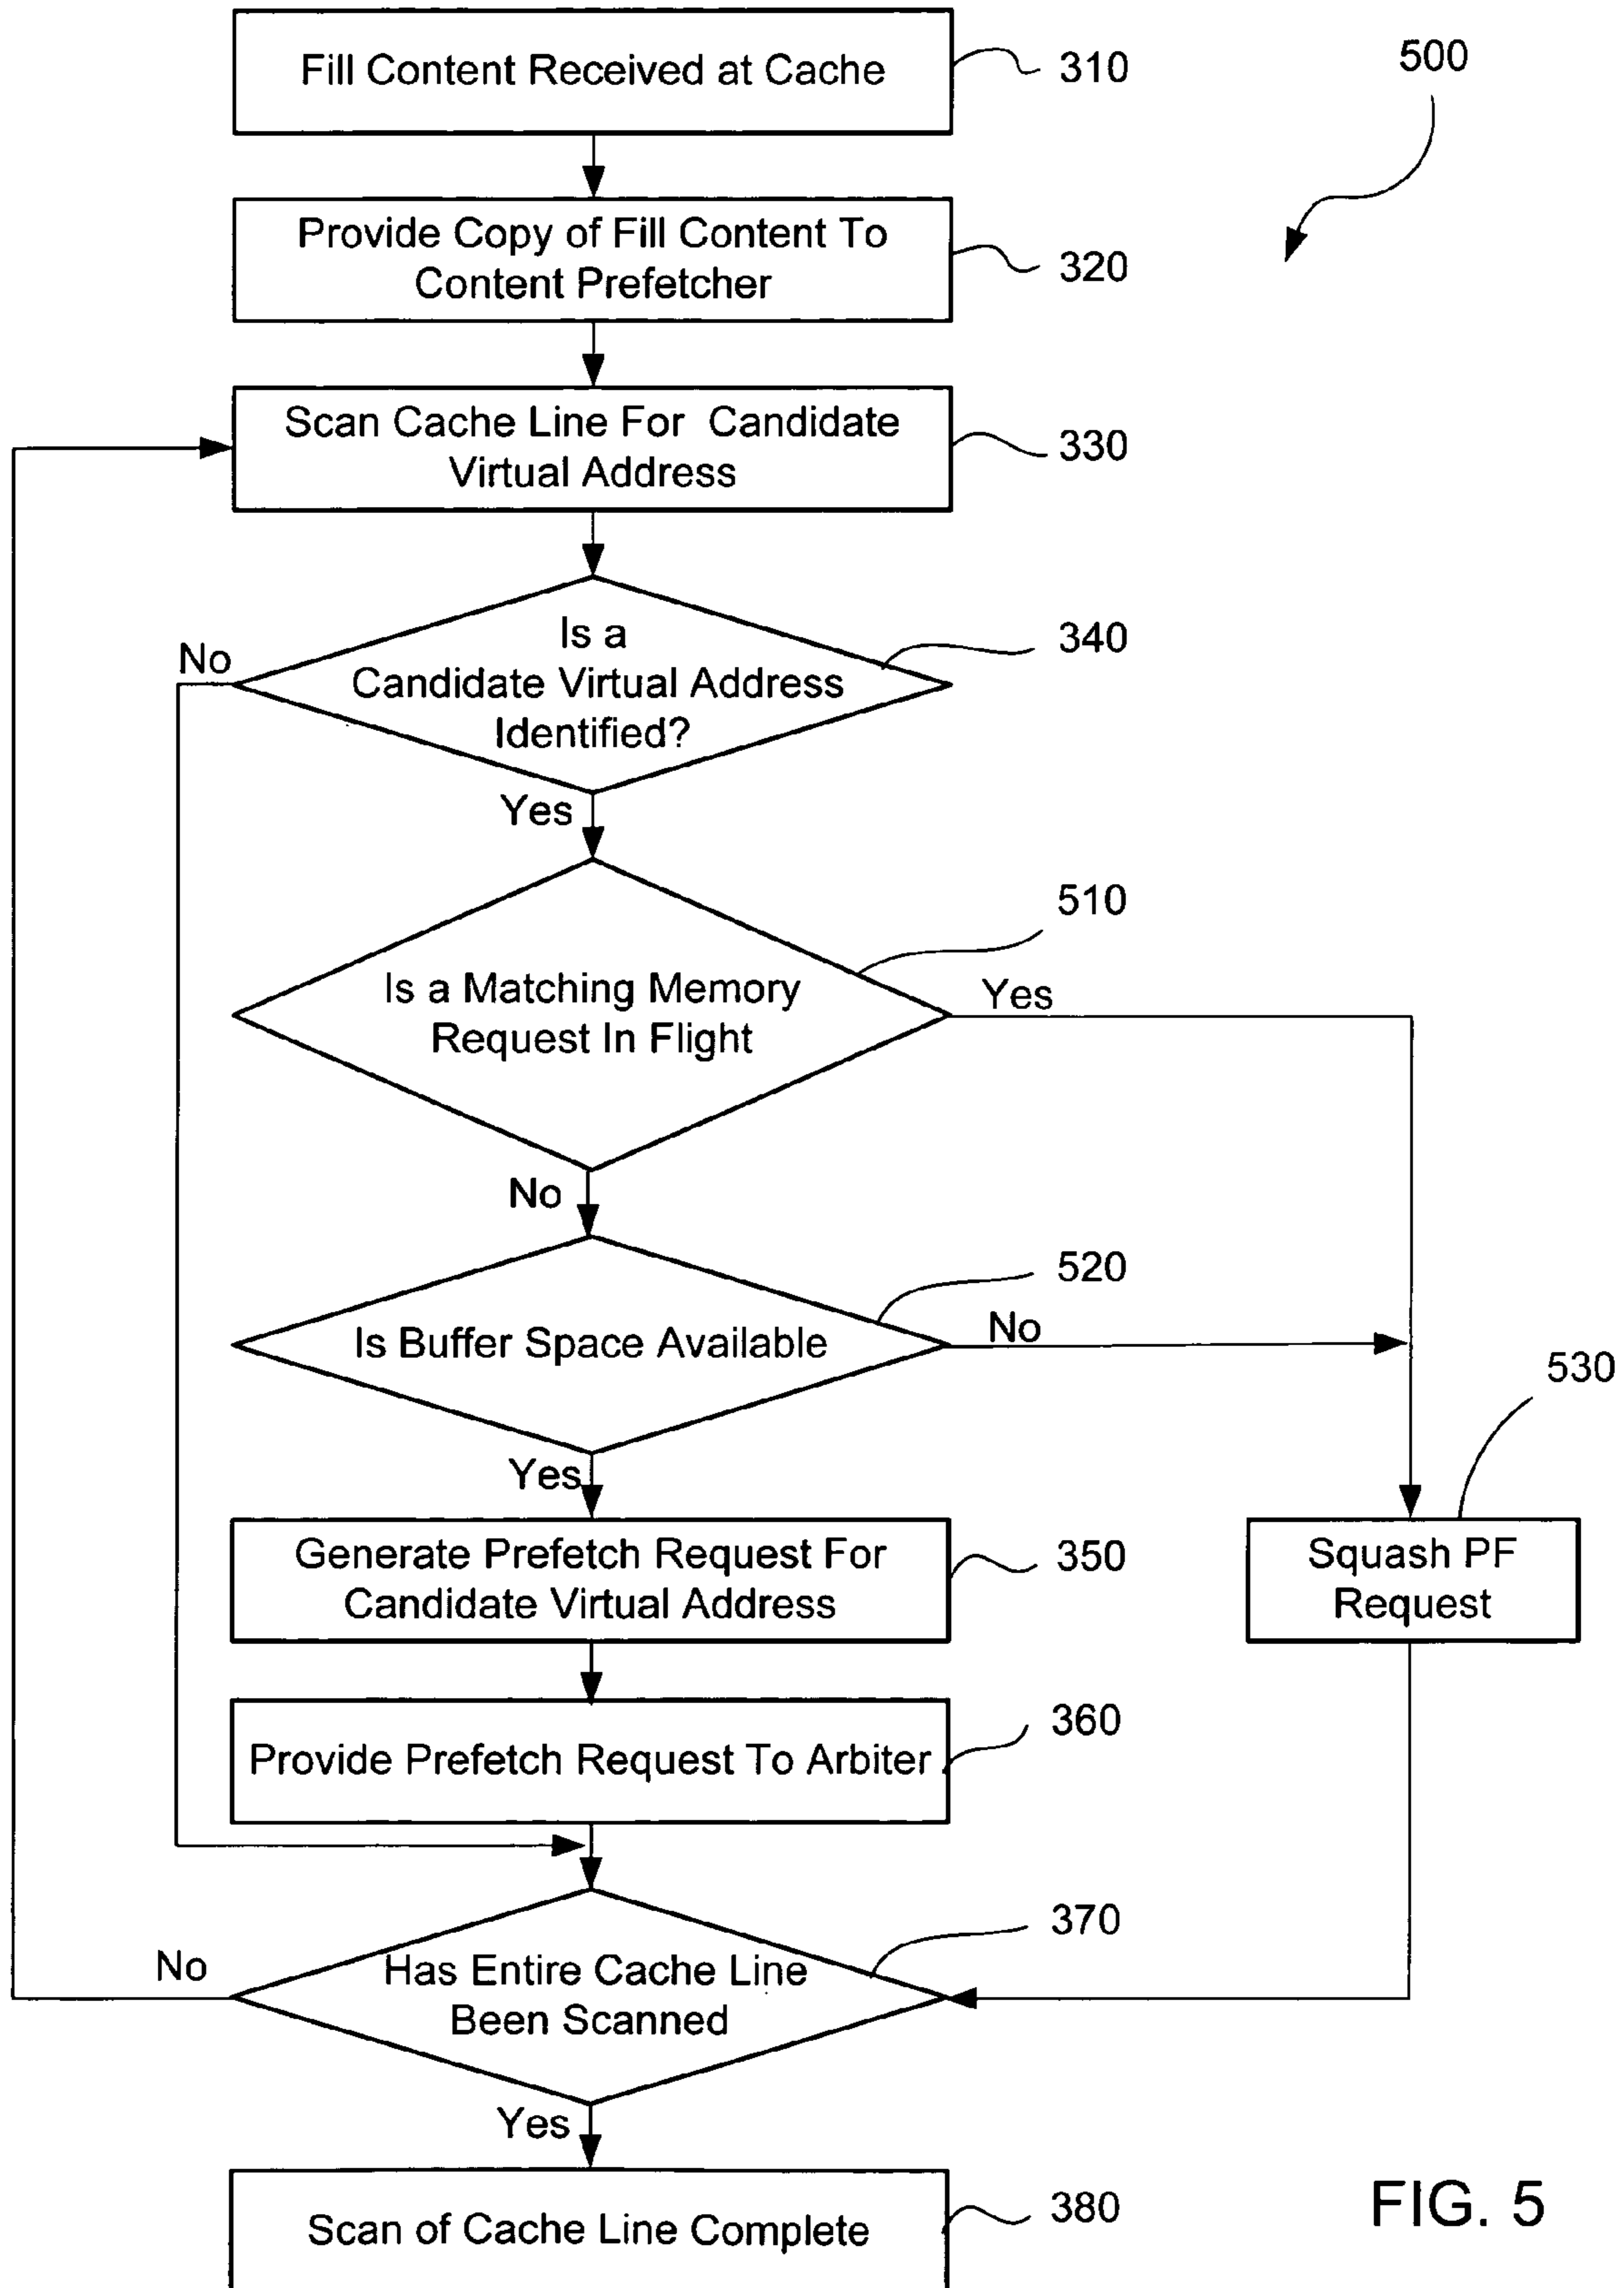 Fill Content Received at Cache
310
500
Provide Copy of Fill Content To
Content Prefetcher
320
Scan Cache Line For Candidate
Virtual Address
330
Is a
Candidate Virtual Address
Identified?
340
No
Yes
510
Is a Matching Memory
Request In Flight
Yes
No
520
Is Buffer Space Available
No
530
Yes
Generate Prefetch Request For
Candidate Virtual Address
350
Squash PF
Request
Provide Prefetch Request To Arbiter
360
370
Has Entire Cache Line
Been Scanned
No
Yes
Scan of Cache Line Complete
380
FIG. 5